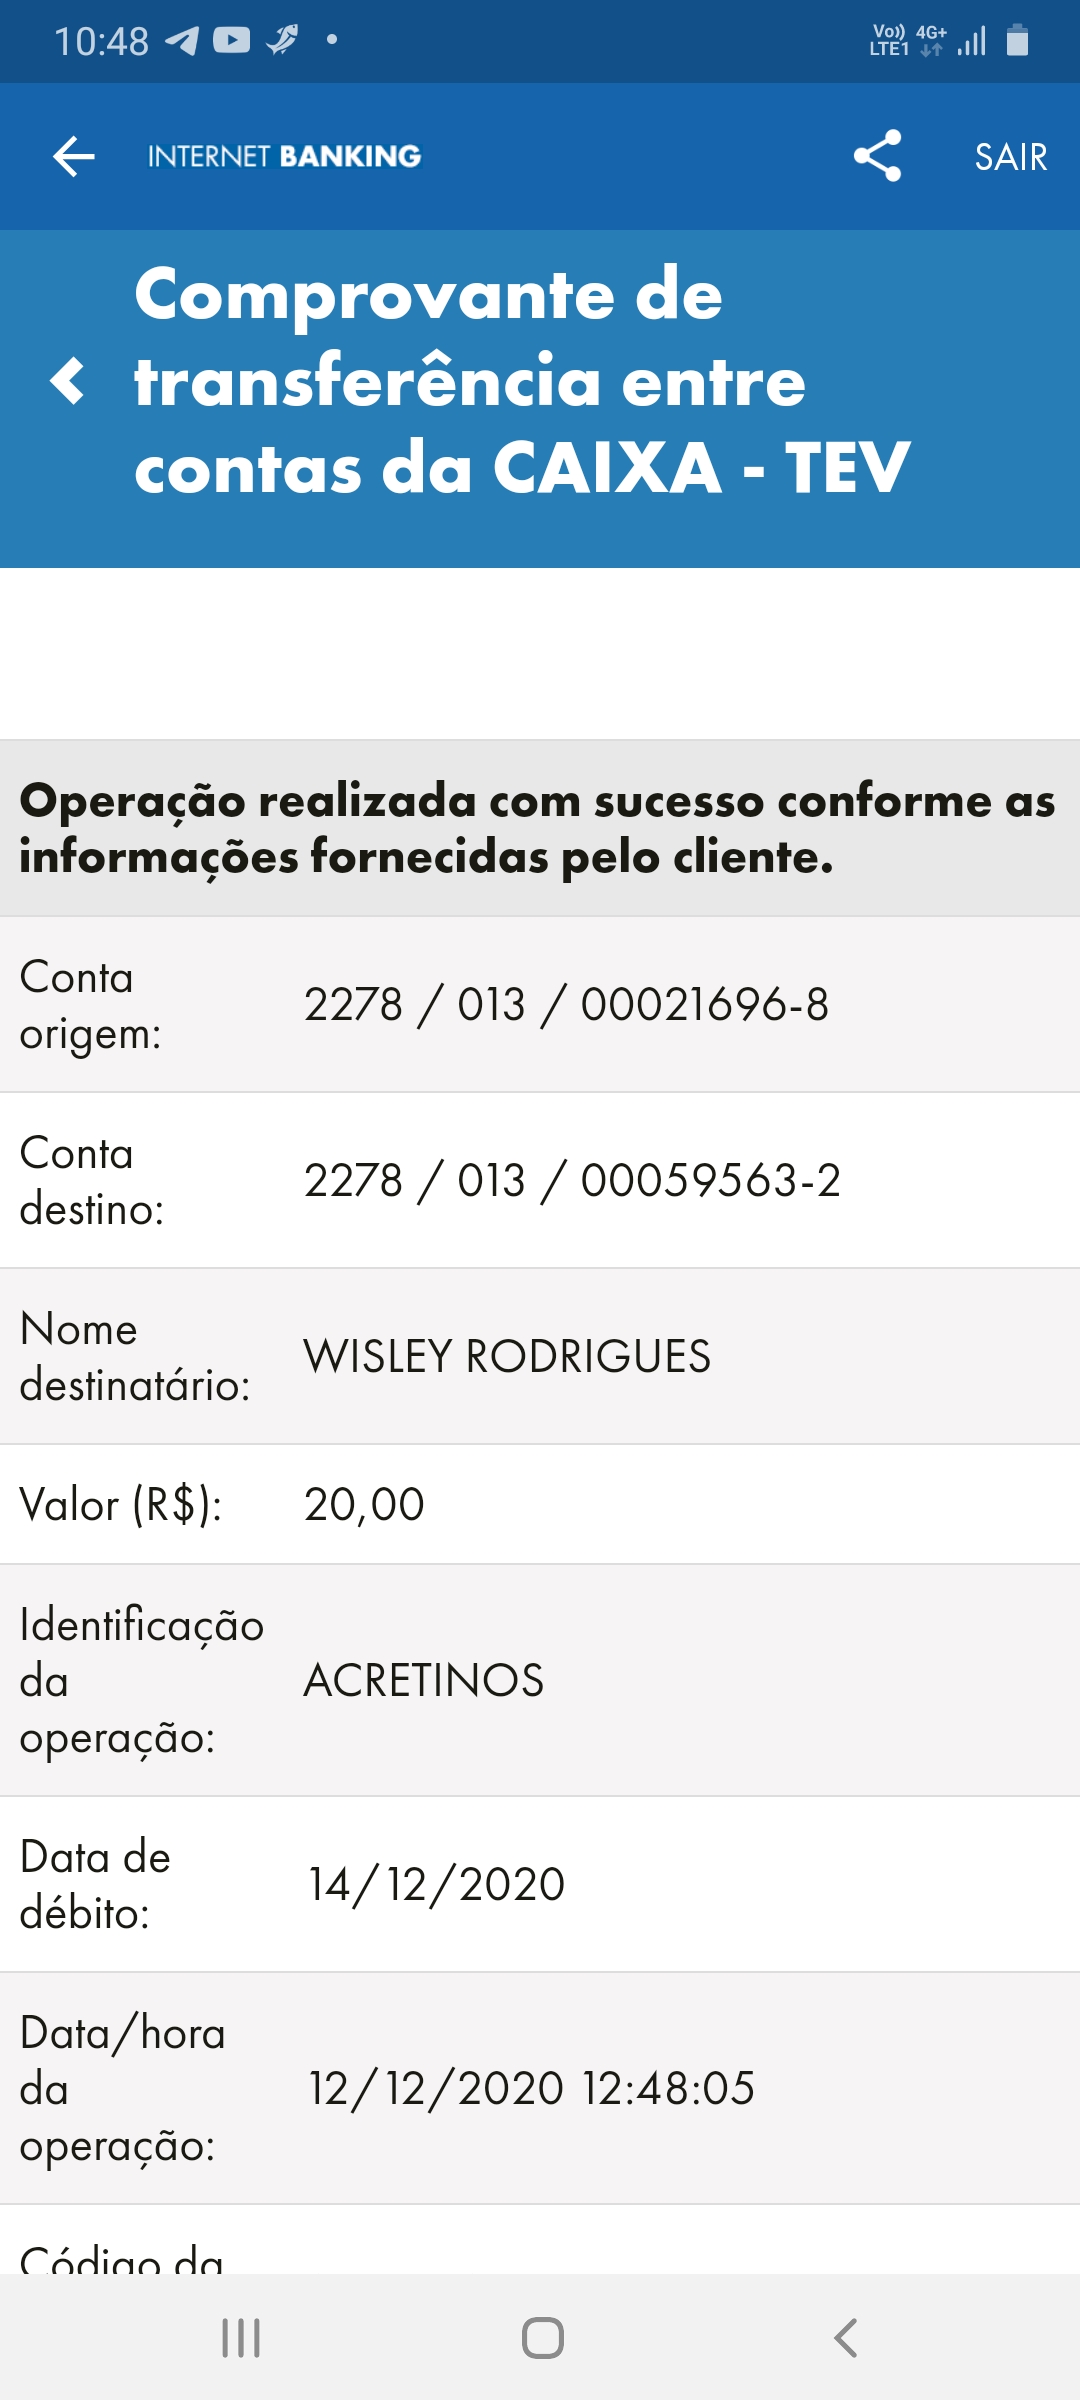 10:48 Vo)) LTE1 4G+
INTERNET BANKING SAIR
Comprovante de
transferência entre
contas da CAIXA - TEV
Operação realizada com sucesso conforme as
informações fornecidas pelo cliente.
Conta
origem:
2278 / 013 / 00021696-8
Conta
destino:
2278 / 013 / 00059563-2
Nome
destinatário:
WISLEY RODRIGUES
Valor (R$): 20,00
Identificação
da
operação:
ACRETINOS
Data de
débito:
14/12/2020
Data/hora
da
operação:
12/12/2020 12:48:05
Código da